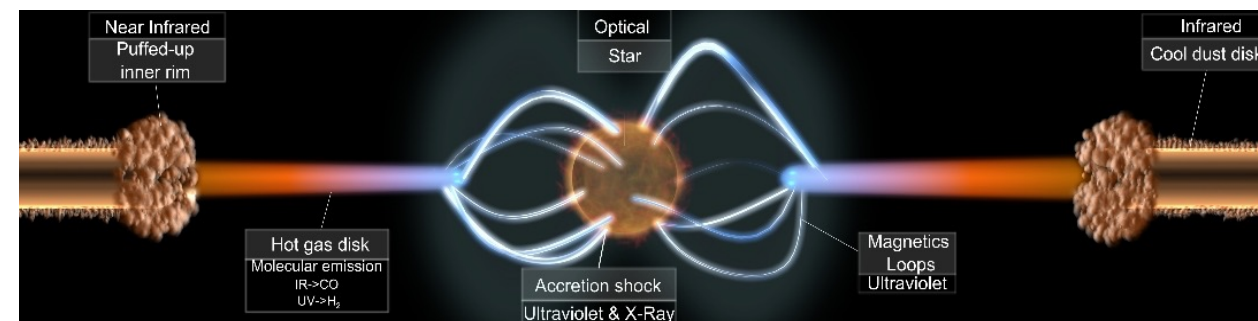 Near Infrared
Puffed-up
inner rim
Optical
Star
Infrared
Cool dust disk
Hot gas disk
Molecular emission
IR->CO
UV->H₂
Accretion shock
Ultraviolet & X-Ray
Magnetics
Loops
Ultraviolet